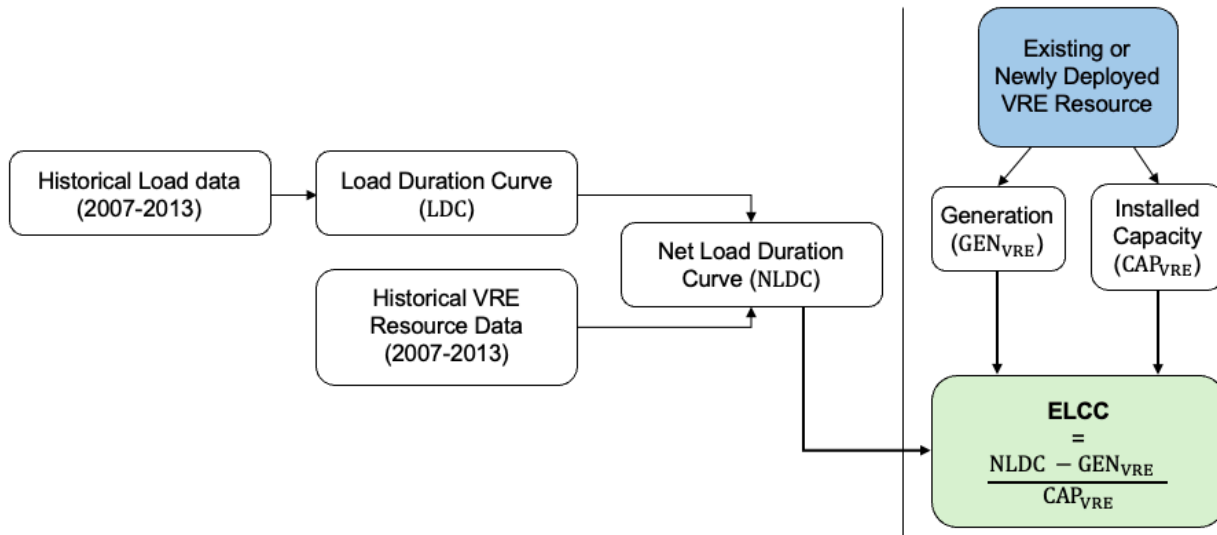 Historical Load data
(2007-2013)
Load Duration Curve
(LDC)
Historical VRE
Resource Data
(2007-2013)
Net Load Duration
Curve (NLDC)
Existing or
Newly Deployed
VRE Resource
Generation
(GEN_VRE)
Installed
Capacity
(CAP_VRE)
ELCC
=
NLDC − GEN_VRE
CAP_VRE